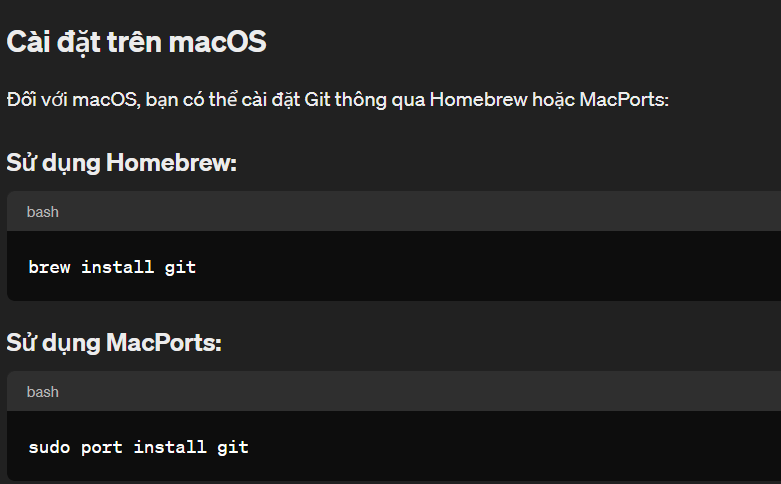 Cài đặt trên macOS
Đối với macOS, bạn có thể cài đặt Git thông qua Homebrew hoặc MacPorts:
Sử dụng Homebrew:
bash
brew install git
Sử dụng MacPorts:
bash
sudo port install git